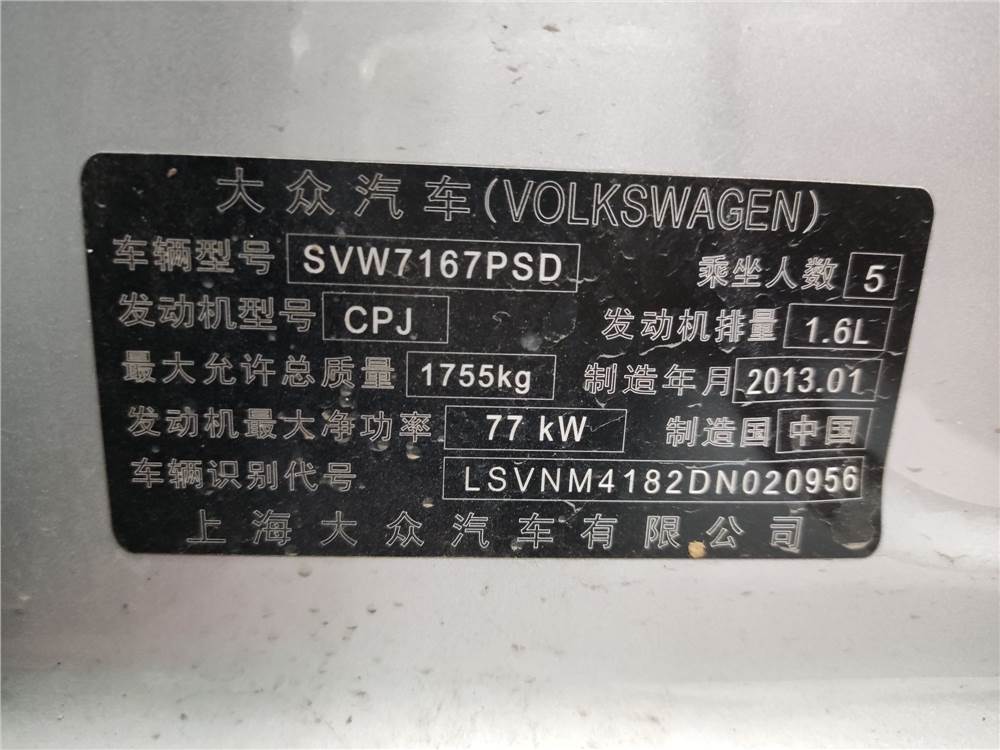 大众汽车(VOLKSWAGEN)
车辆型号 SVW7167PSD 乘坐人数 5
发动机型号 CPJ 发动机排量 1.6L
最大允许总质量 1755kg 制造年月 2013.01
发动机最大净功率 77 kW 制造国 中国
车辆识别代号 LSVNM4182DN020956
上海大众汽车有限公司